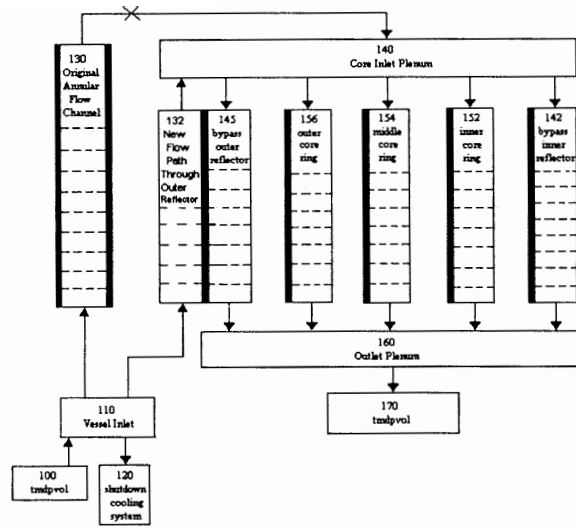 140
Core Inlet Plenum
130
Original
Annular
Flow
Channel
132
New
Flow
Path
Through
Outer
Reflector
145
bypass
outer
reflector
156
outer
core
ring
154
middle
core
ring
152
inner
core
ring
142
bypass
inner
reflector
160
Outlet Plenum
110
Vessel Inlet
170
tmdpvol
100
tmdpvol
120
shutdown
cooling
system